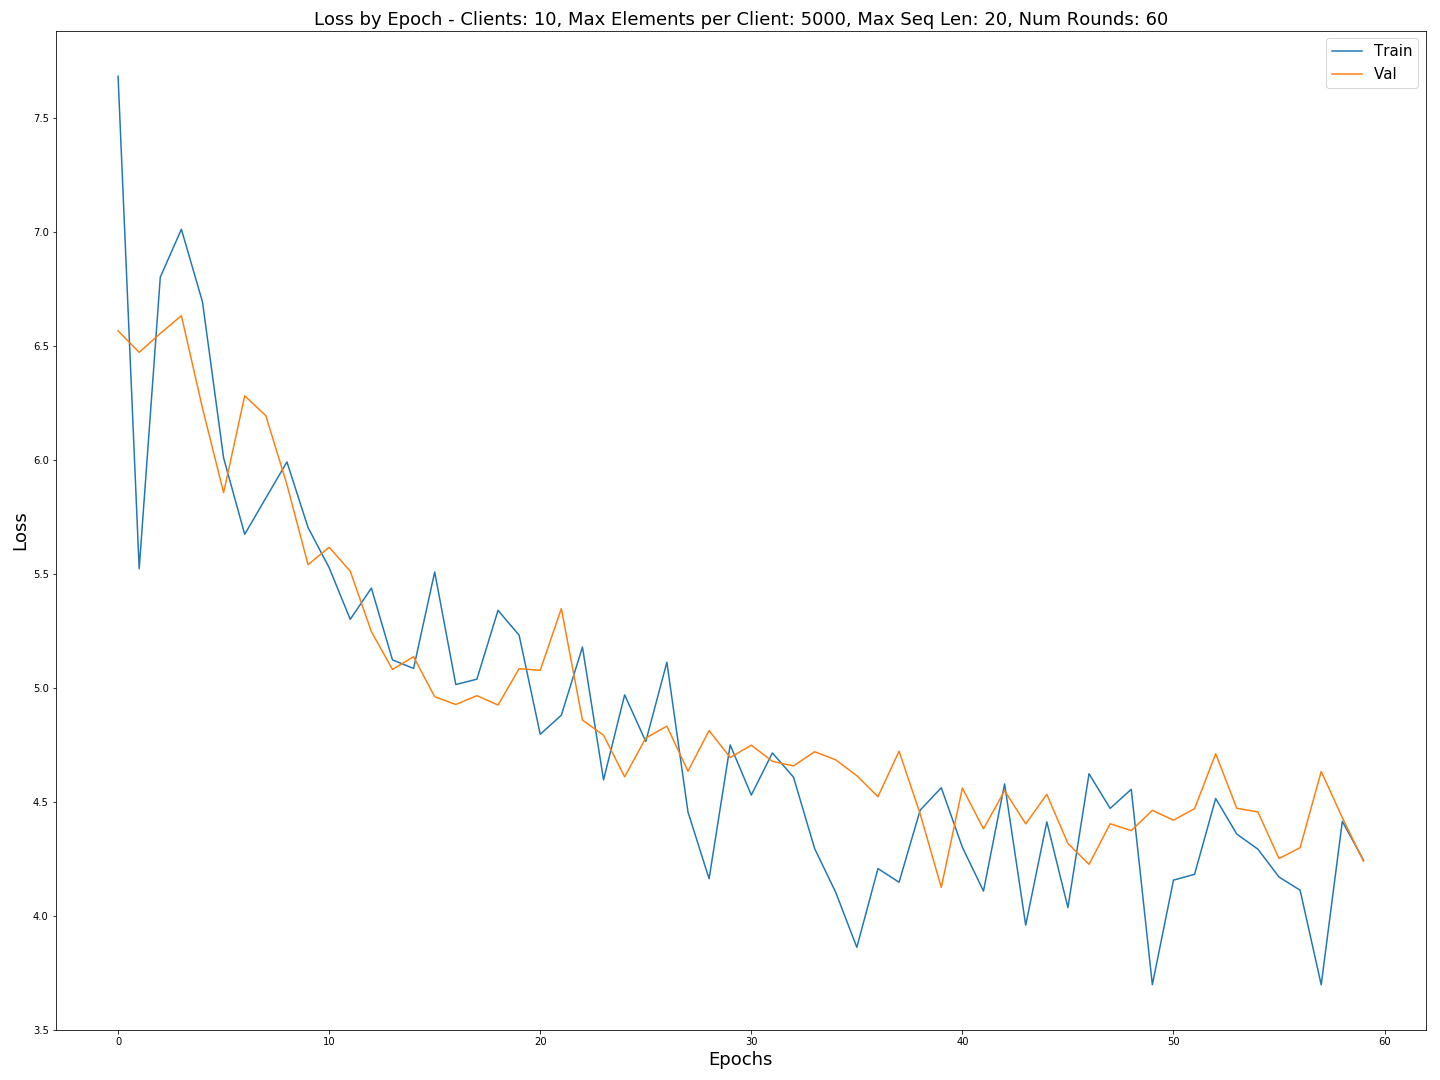 Loss by Epoch - Clients: 10, Max Elements per Client: 5000, Max Seq Len: 20, Num Rounds: 60
Train
Val
7.5
7.0
6.5
6.0
5.5
5.0
4.5
4.0
3.5
Loss
0 10 20 30 40 50 60
Epochs